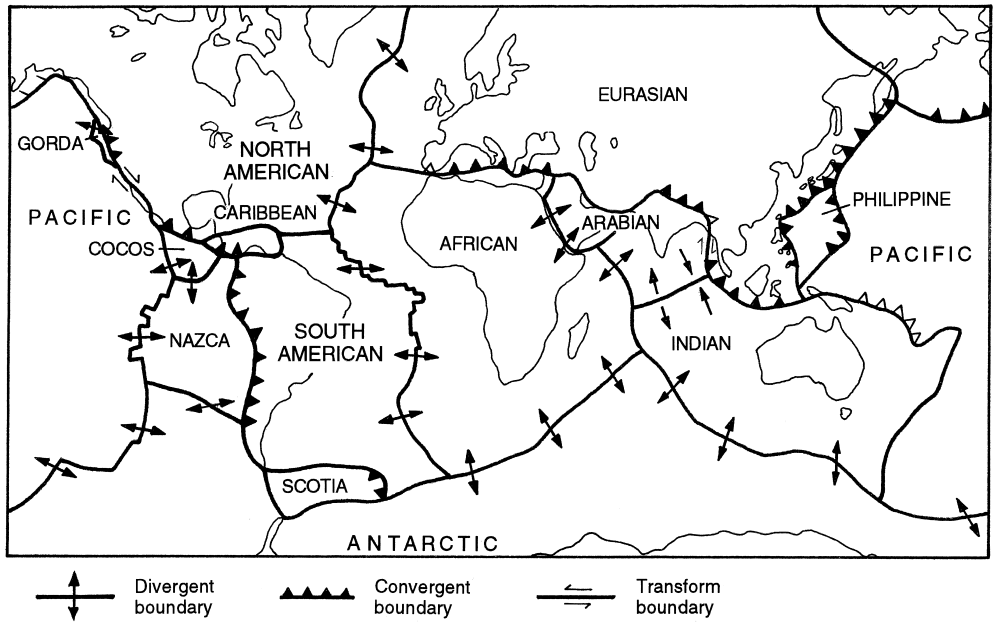 EURASIAN
GORDA
NORTH
AMERICAN
PHILIPPINE
PACIFIC
CARIBBEAN
ARABIAN
COCOS
AFRICAN
PACIFIC
NAZCA
SOUTH
AMERICAN
INDIAN
SCOTIA
ANTARCTIC
Divergent
boundary
Convergent
boundary
Transform
boundary